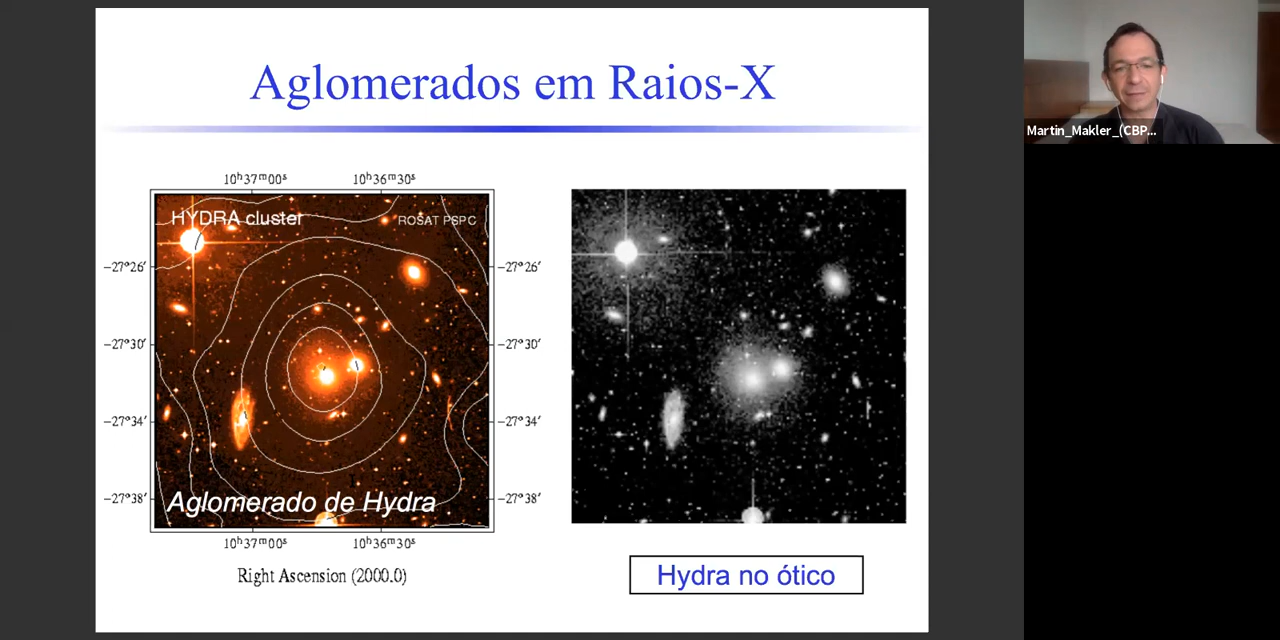 Aglomerados em Raios-X
Martin_Makler_(CBP...
10ʰ37ᵐ00ˢ 10ʰ36ᵐ30ˢ
HYDRA cluster
ROSAT PSPC
-27°26′ -27°26′
-27°30′ -27°30′
-27°34′ -27°34′
-27°38′ -27°38′
Aglomerado de Hydra
10ʰ37ᵐ00ˢ 10ʰ36ᵐ30ˢ
Right Ascension (2000.0)
Hydra no ótico